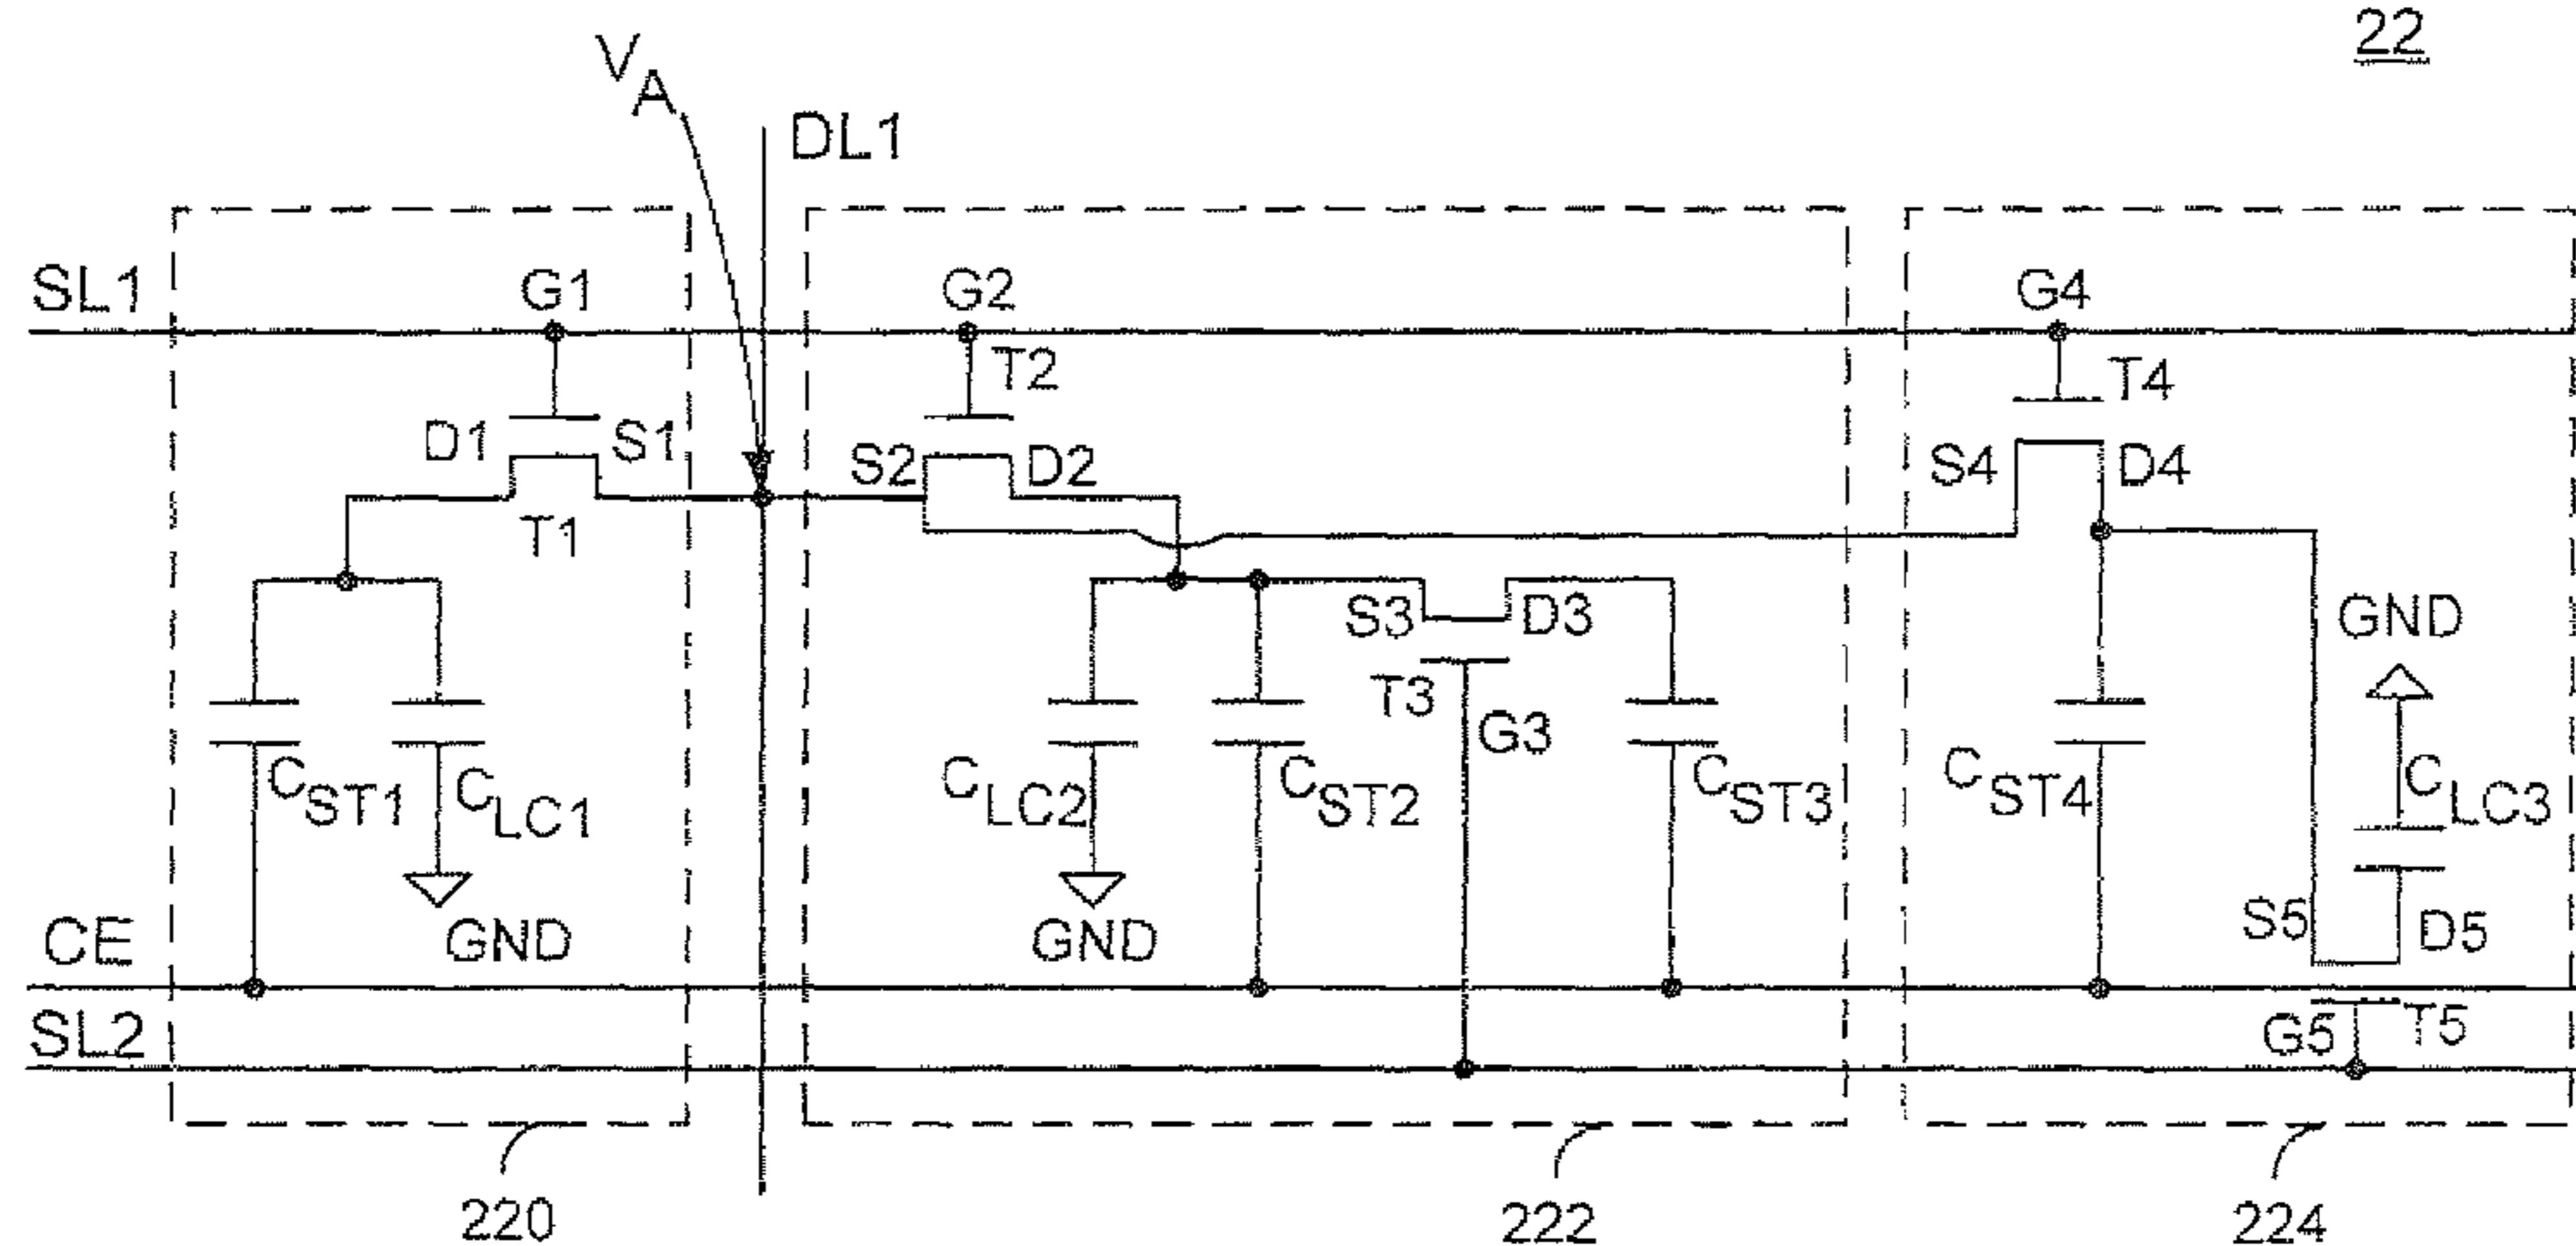 22
VA
DL1
SL1 G1 G2 G4
T2 T4
D1 S1 S2 D2 S4 D4
T1
S3 D3 GND
T3 G3
CST1 CLC1 CLC2 CST2 CST3 CST4 CLC3
CE GND GND S5 D5
SL2 G5 T5
220 222 224